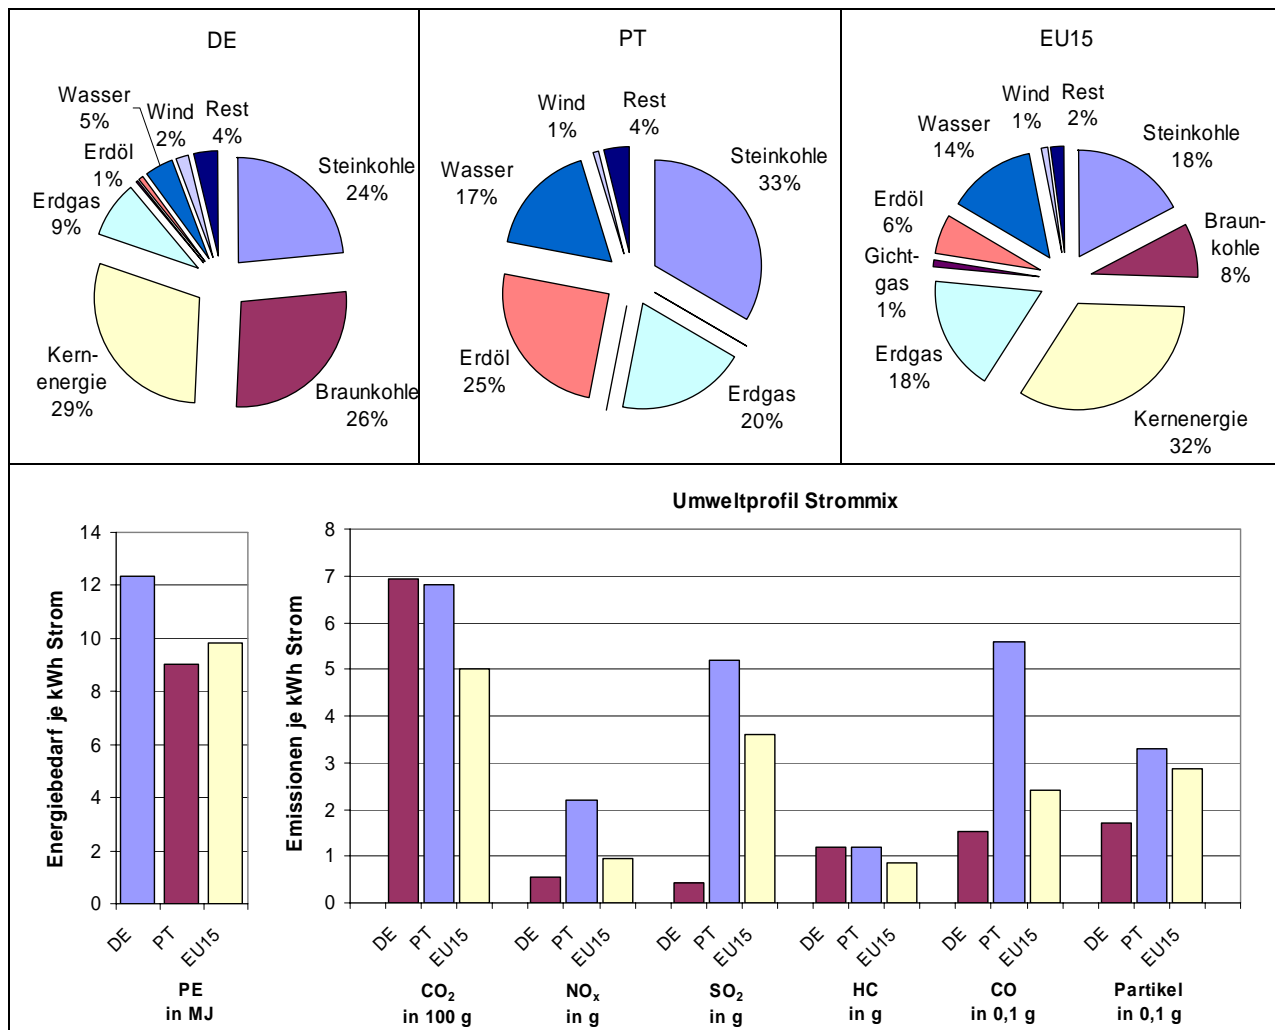 DE
Wasser
5%
Wind
2%
Rest
4%
Erdöl
1%
Erdgas
9%
Steinkohle
24%
Kern-
energie
29%
Braunkohle
26%
PT
Wind
1%
Rest
4%
Wasser
17%
Steinkohle
33%
Erdöl
25%
Erdgas
20%
EU15
Wind
1%
Rest
2%
Wasser
14%
Steinkohle
18%
Erdöl
6%
Braun-
kohle
8%
Gicht-
gas
1%
Erdgas
18%
Kernenergie
32%
Umweltprofil Strommix
Energiebedarf je kWh Strom
14
12
10
8
6
4
2
0
DE
PT
EU15
PE
in MJ
Emissionen je kWh Strom
8
7
6
5
4
3
2
1
0
DE
PT
EU15
CO₂
in 100 g
DE
PT
EU15
NOₓ
in g
DE
PT
EU15
SO₂
in g
DE
PT
EU15
HC
in g
DE
PT
EU15
CO
in 0,1 g
DE
PT
EU15
Partikel
in 0,1 g